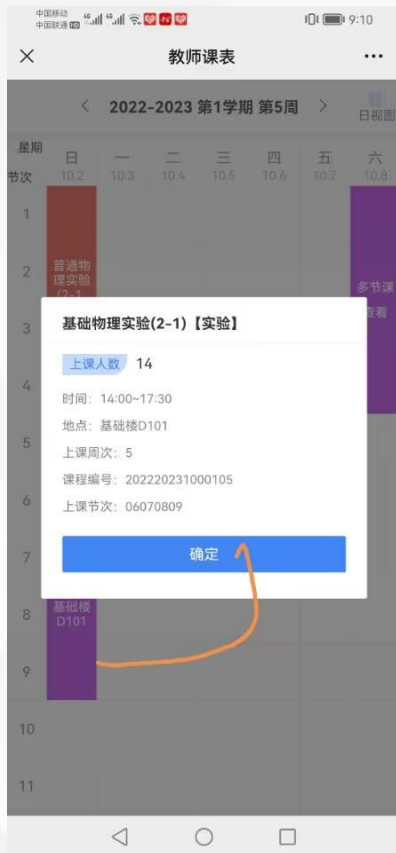 中国移动
中国联通 HD 4G 4G 9:10
教师课表
2022-2023 第1学期 第5周
日视图
星期
节次
日 一 二 三 四 五 六
10.2 10.3 10.4 10.5 10.6 10.7 10.8
1
2
普通物
理实验
(2-1
多节课
查看
3
基础物理实验(2-1)【实验】
上课人数 14
时间: 14:00~17:30
4
地点: 基础楼D101
5
上课周次: 5
课程编号: 202220231000105
6
上课节次: 06070809
7
确定
8
基础楼
D101
9
10
11